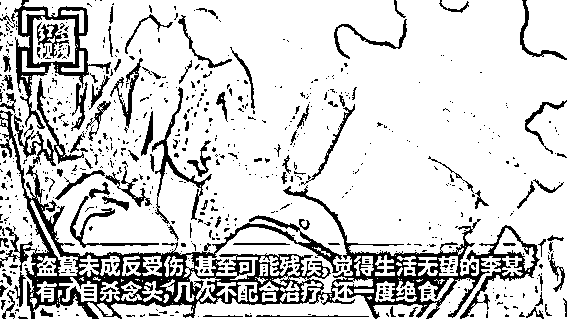 盗墓未成反受伤,甚至可能残疾,觉得生活无望的李某
有了自杀念头,几次不配合治疗,还一度绝食